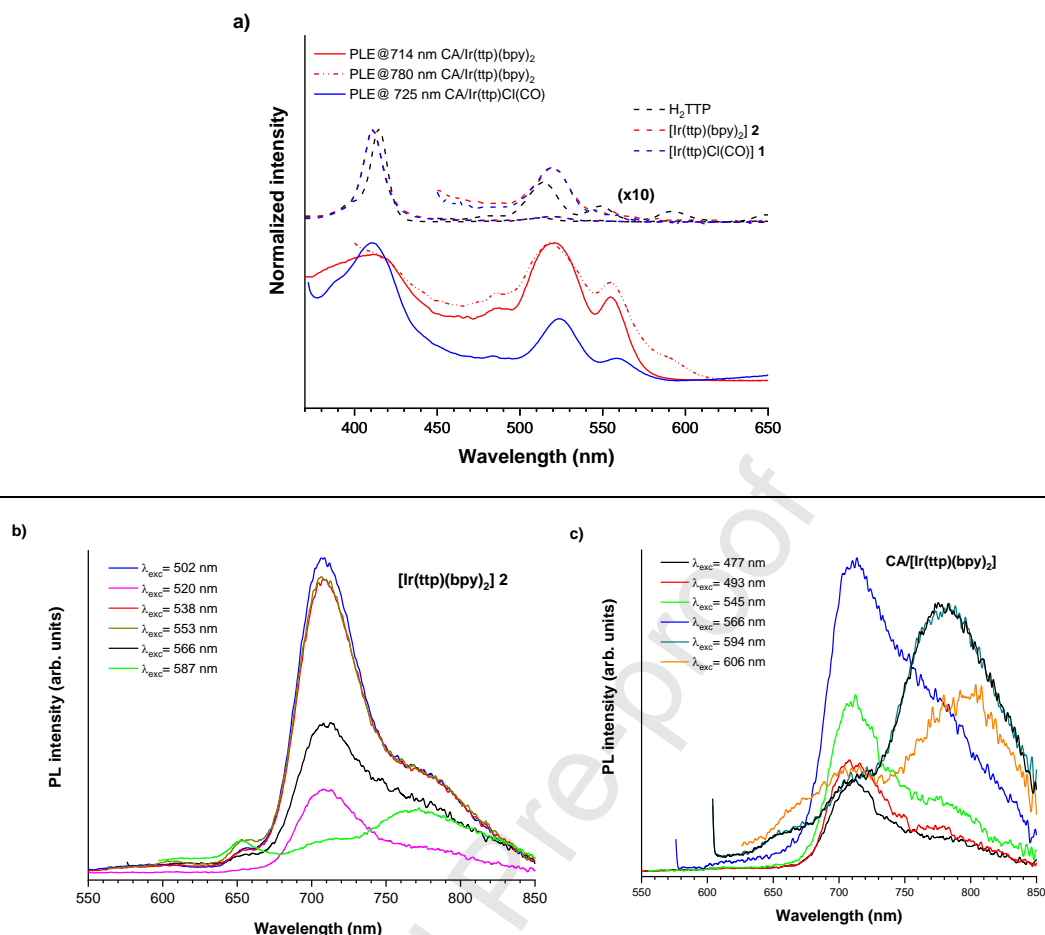 a)
PLE@714 nm CA/Ir(ttp)(bpy)₂
PLE@780 nm CA/Ir(ttp)(bpy)₂
PLE@ 725 nm CA/Ir(ttp)Cl(CO)
H₂TTP
[Ir(ttp)(bpy)₂] 2
[Ir(ttp)Cl(CO)] 1
(x10)
Normalized intensity
400 450 500 550 600 650
Wavelength (nm)
b)
λexc= 502 nm
λexc= 520 nm
λexc= 538 nm
λexc= 553 nm
λexc= 566 nm
λexc= 587 nm
[Ir(ttp)(bpy)₂] 2
PL intensity (arb. units)
550 600 650 700 750 800 850
Wavelength (nm)
c)
λexc= 477 nm
λexc= 493 nm
λexc= 545 nm
λexc= 566 nm
λexc= 594 nm
λexc= 606 nm
CA/[Ir(ttp)(bpy)₂]
PL intensity (arb. units)
550 600 650 700 750 800 850
Wavelength (nm)
Pre-proof